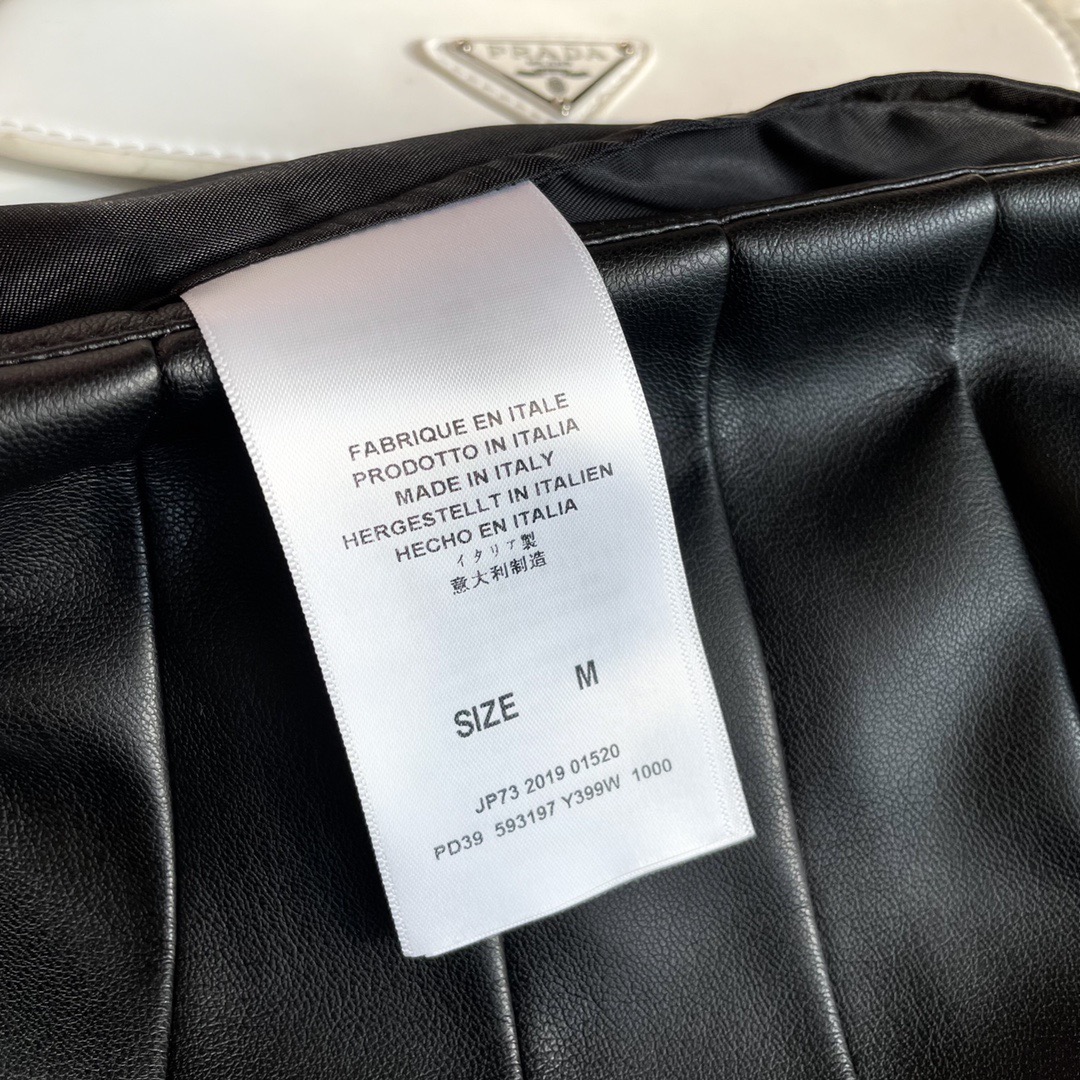 PRADA
FABRIQUE EN ITALE
PRODOTTO IN ITALIA
MADE IN ITALY
HERGESTELLT IN ITALIEN
HECHO EN ITALIA
イタリア製
意大利制造
SIZE M
JP73 2019 01520
PD39 593197 Y399W 1000